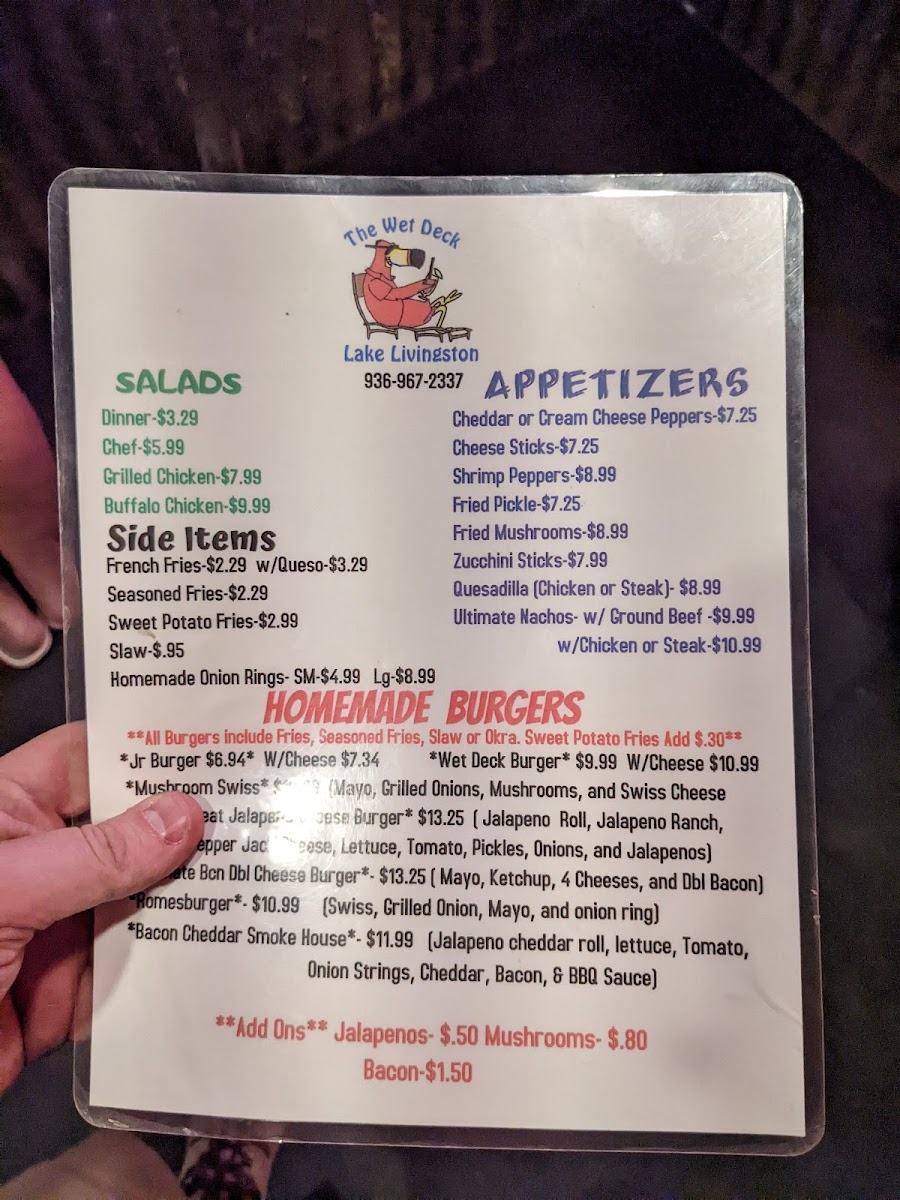 The Wet Deck
Lake Livingston
936-967-2337
SALADS
Dinner-$3.29
Chef-$5.99
Grilled Chicken-$7.99
Buffalo Chicken-$9.99
Side Items
French Fries-$2.29 w/Queso-$3.29
Seasoned Fries-$2.29
Sweet Potato Fries-$2.99
Slaw-$.95
Homemade Onion Rings- SM-$4.99 Lg-$8.99
APPETIZERS
Cheddar or Cream Cheese Peppers-$7.25
Cheese Sticks-$7.25
Shrimp Peppers-$8.99
Fried Pickle-$7.25
Fried Mushrooms-$8.99
Zucchini Sticks-$7.99
Quesadilla (Chicken or Steak)- $8.99
Ultimate Nachos- w/ Ground Beef -$9.99
w/Chicken or Steak-$10.99
HOMEMADE BURGERS
**All Burgers include Fries, Seasoned Fries, Slaw or Okra. Sweet Potato Fries Add $.30**
*Jr Burger $6.94* W/Cheese $7.34 *Wet Deck Burger* $9.99 W/Cheese $10.99
*Mushroom Swiss* (Mayo, Grilled Onions, Mushrooms, and Swiss Cheese
Burger* $13.25 ( Jalapeno Roll, Jalapeno Ranch,
Lettuce, Tomato, Pickles, Onions, and Jalapenos)
Bcn Dbl Cheese Burger*- $13.25 ( Mayo, Ketchup, 4 Cheeses, and Dbl Bacon)
*Romesburger*- $10.99 (Swiss, Grilled Onion, Mayo, and onion ring)
*Bacon Cheddar Smoke House*- $11.99 (Jalapeno cheddar roll, lettuce, Tomato,
Onion Strings, Cheddar, Bacon, & BBQ Sauce)
**Add Ons** Jalapenos- $.50 Mushrooms- $.80
Bacon-$1.50